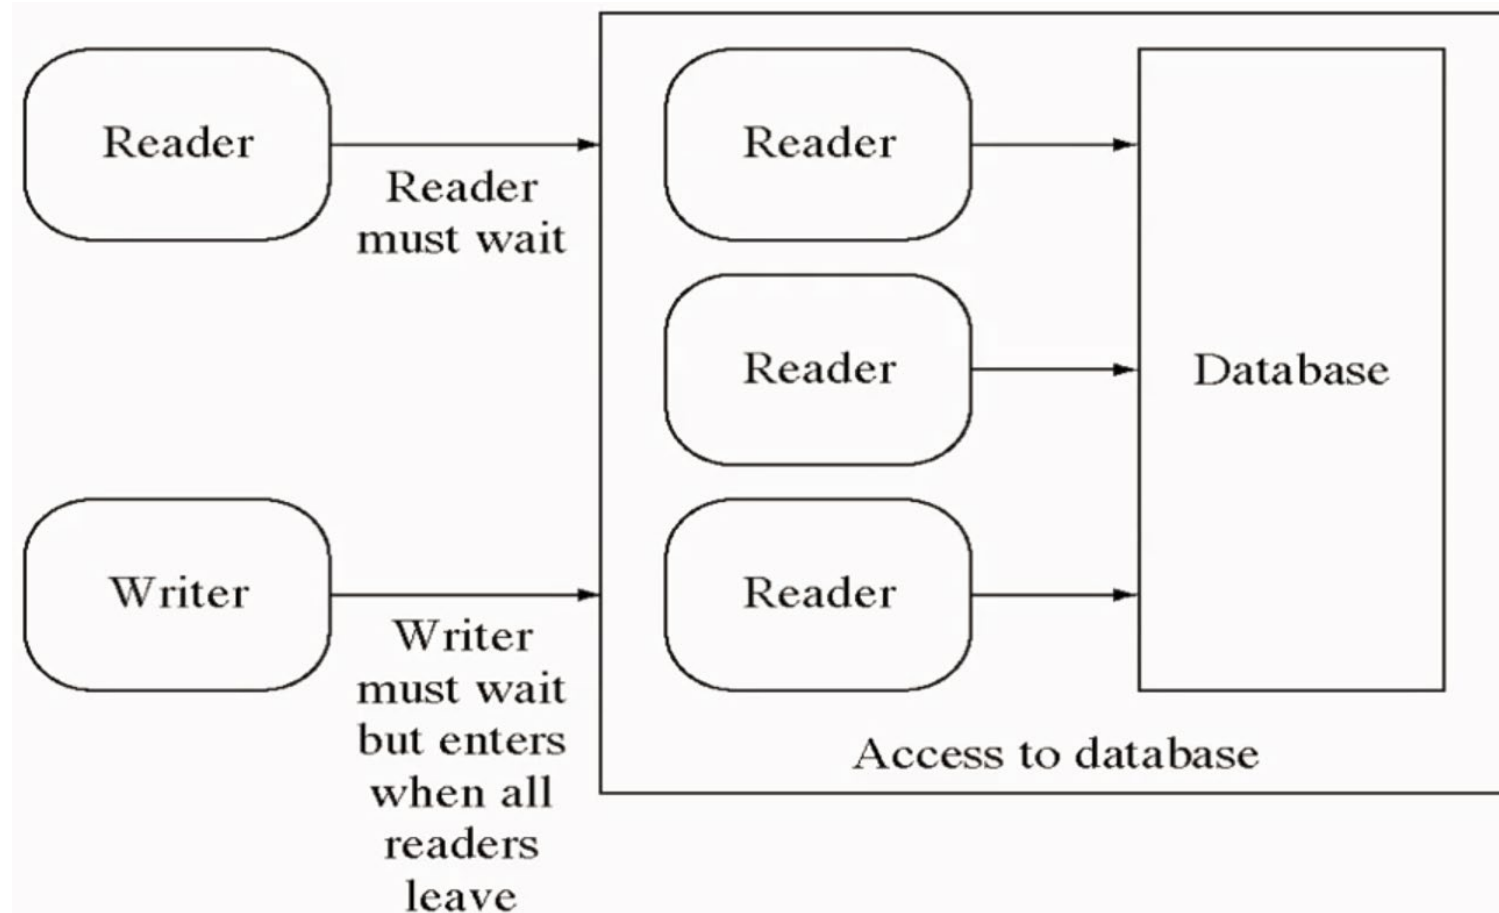 Reader
Reader
must wait
Reader
Reader
Database
Writer
Writer
must wait
but enters
when all
readers
leave
Reader
Access to database